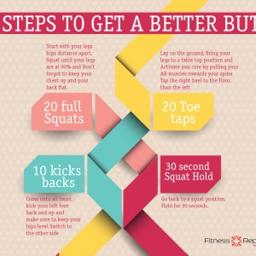 STEPS TO GET A BETTER BUT
Start with your legs
hips distance apart,
Squat until your legs
are at 90% and Don't
forget to keep your
chest up and your
back flat
20 full
Squats
Lay on the ground, Bring your
legs to a table top position and
Activate your core by pulling your
All muscles towards your spine
Tap the right heel to the floor,
than the left
20 Toe
taps
10 kicks
backs
Come onto all fours,
kick your left foot
back and up and
make sure to keep your
hips level Switch to
the other side
30 second
Squat Hold
Go back to a squat position,
Hold for 30 seconds.
Fitness Rep